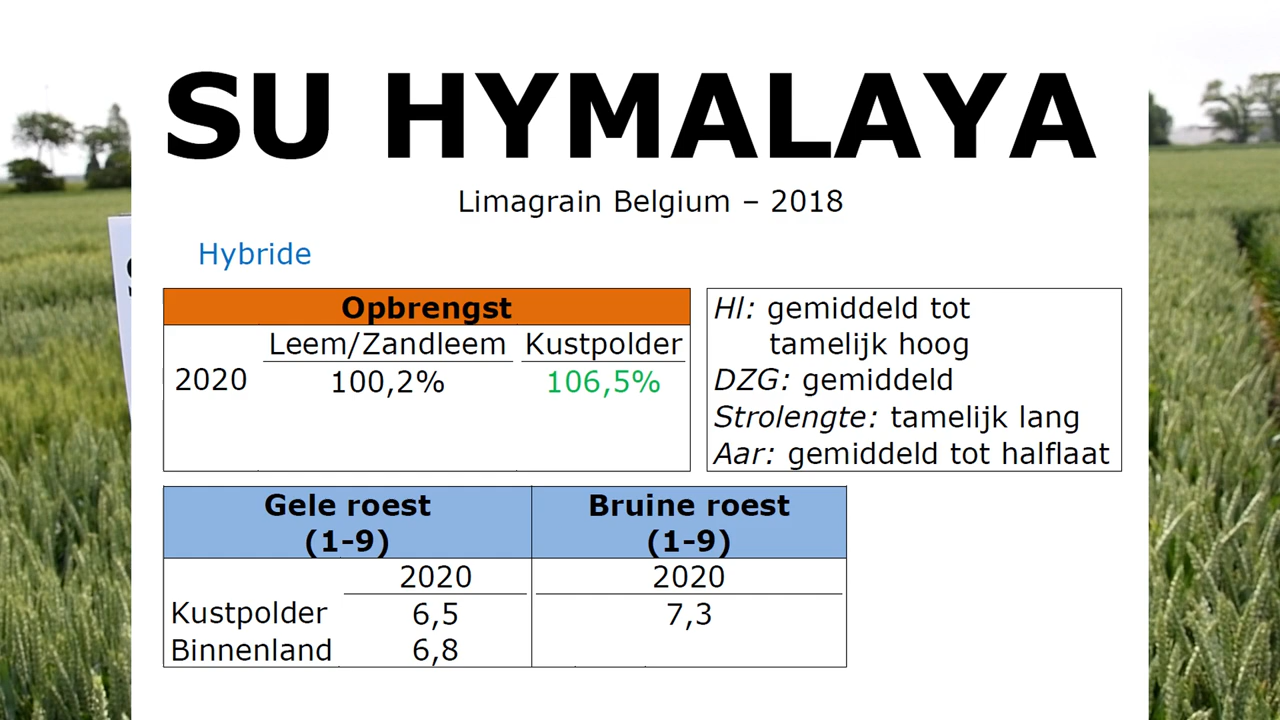 SU HYMALAYA
Limagrain Belgium – 2018
Hybride
Opbrengst
Leem/Zandleem Kustpolder
2020 100,2% 106,5%
Hl: gemiddeld tot
tamelijk hoog
DZG: gemiddeld
Strolengte: tamelijk lang
Aar: gemiddeld tot halflaat
Gele roest
(1-9)
Bruine roest
(1-9)
2020 2020
Kustpolder 6,5 7,3
Binnenland 6,8